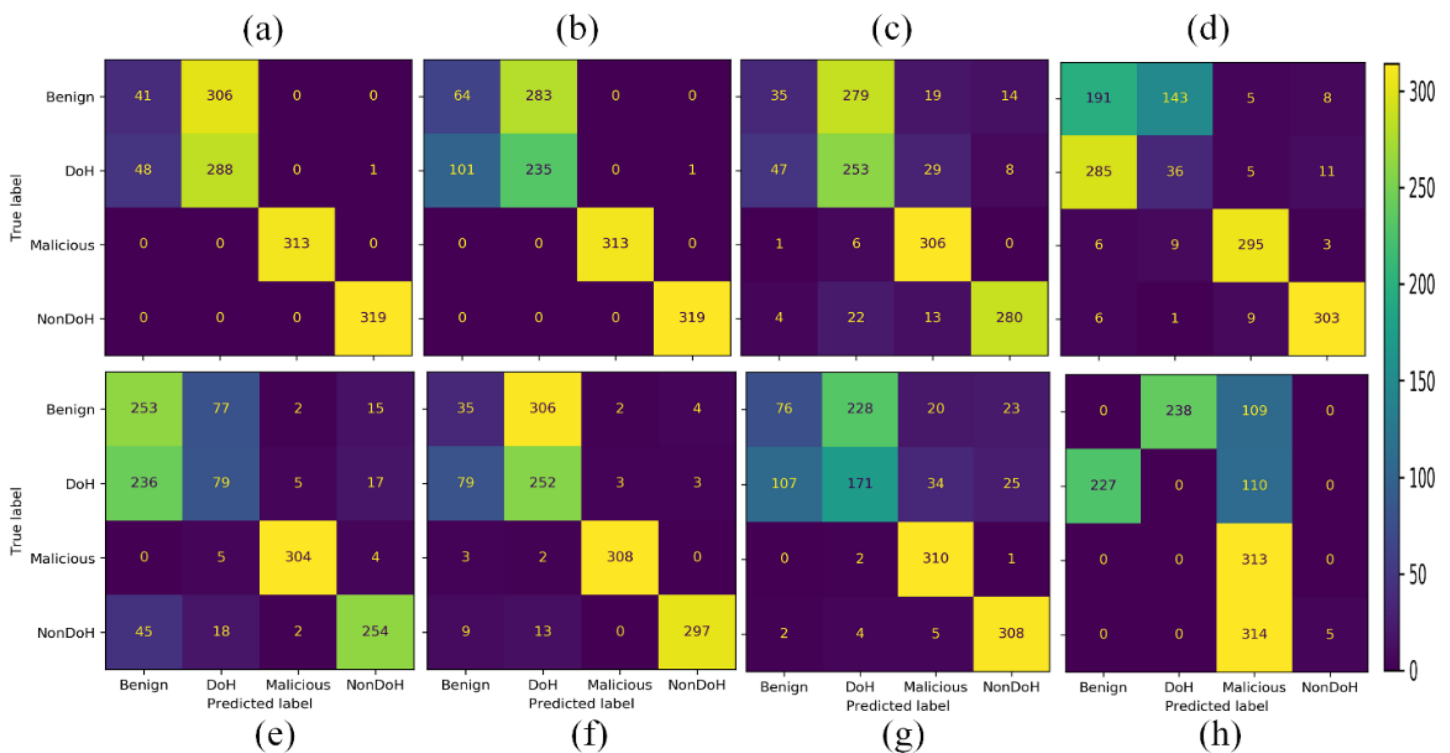 (a) (b) (c) (d)
Benign 41 306 0 0 64 283 0 0 35 279 19 14 191 143 5 8
DoH 48 288 0 1 101 235 0 1 47 253 29 8 285 36 5 11
Malicious 0 0 313 0 0 0 313 0 1 6 306 0 6 9 295 3
NonDoH 0 0 0 319 0 0 0 319 4 22 13 280 6 1 9 303
True label
300
250
200
150
100
50
0
Benign 253 77 2 15 35 306 2 4 76 228 20 23 0 238 109 0
DoH 236 79 5 17 79 252 3 3 107 171 34 25 227 0 110 0
Malicious 0 5 304 4 3 2 308 0 0 2 310 1 0 0 313 0
NonDoH 45 18 2 254 9 13 0 297 2 4 5 308 0 0 314 5
True label
Benign DoH Malicious NonDoH Benign DoH Malicious NonDoH Benign DoH Malicious NonDoH Benign DoH Malicious NonDoH
Predicted label Predicted label Predicted label Predicted label
(e) (f) (g) (h)